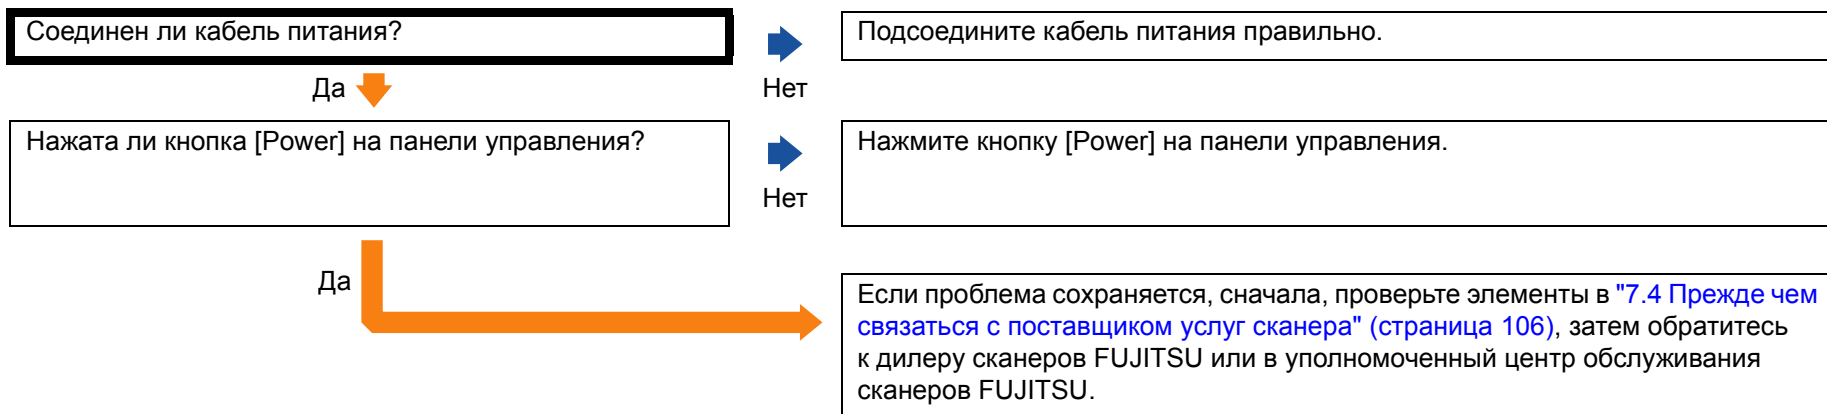 Соединен ли кабель питания?
Подсоедините кабель питания правильно.
Да
Нет
Нажата ли кнопка [Power] на панели управления?
Нажмите кнопку [Power] на панели управления.
Нет
Да
Если проблема сохраняется, сначала, проверьте элементы в "7.4 Прежде чем
связаться с поставщиком услуг сканера" (страница 106), затем обратитесь
к дилеру сканеров FUJITSU или в уполномоченный центр обслуживания
сканеров FUJITSU.